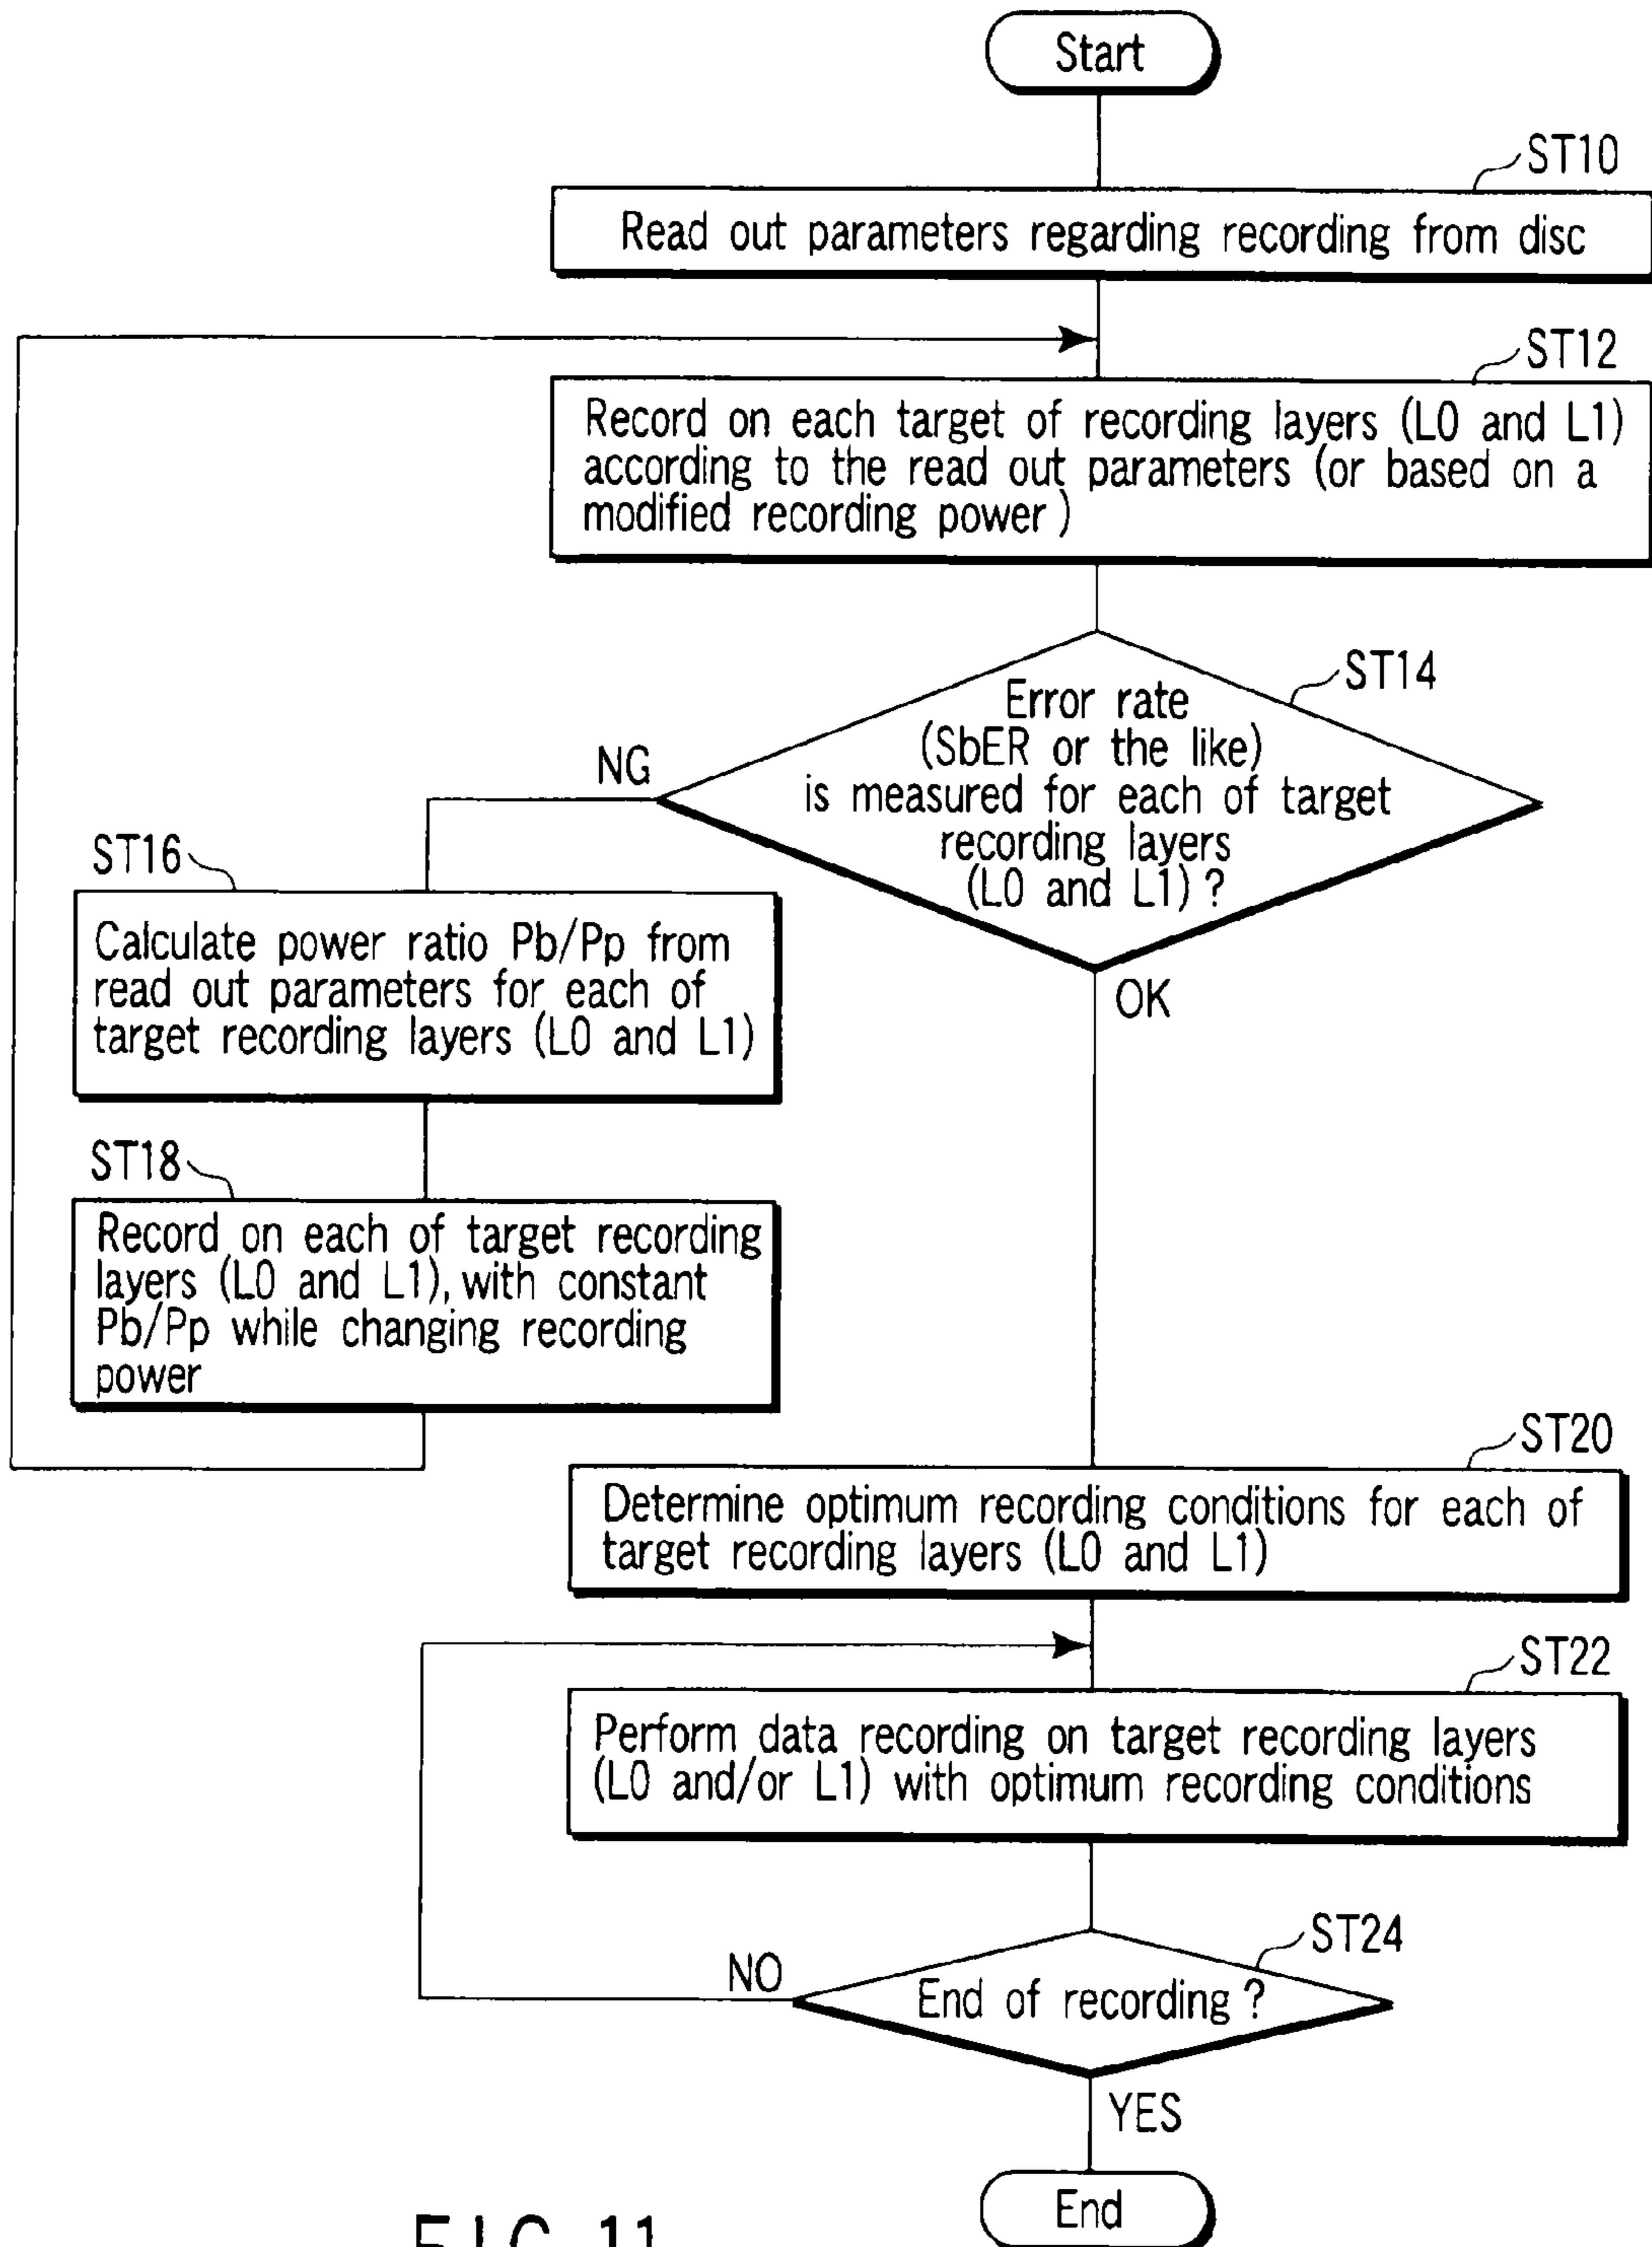 Start
ST10
Read out parameters regarding recording from disc
ST12
Record on each target of recording layers (L0 and L1)
according to the read out parameters (or based on a
modified recording power)
ST14
Error rate
(SbER or the like)
is measured for each of target
recording layers
(L0 and L1)?
NG
OK
ST16
Calculate power ratio Pb/Pp from
read out parameters for each of
target recording layers (L0 and L1)
ST18
Record on each of target recording
layers (L0 and L1), with constant
Pb/Pp while changing recording
power
ST20
Determine optimum recording conditions for each of
target recording layers (L0 and L1)
ST22
Perform data recording on target recording layers
(L0 and/or L1) with optimum recording conditions
ST24
End of recording?
NO
YES
End
FIG. 11